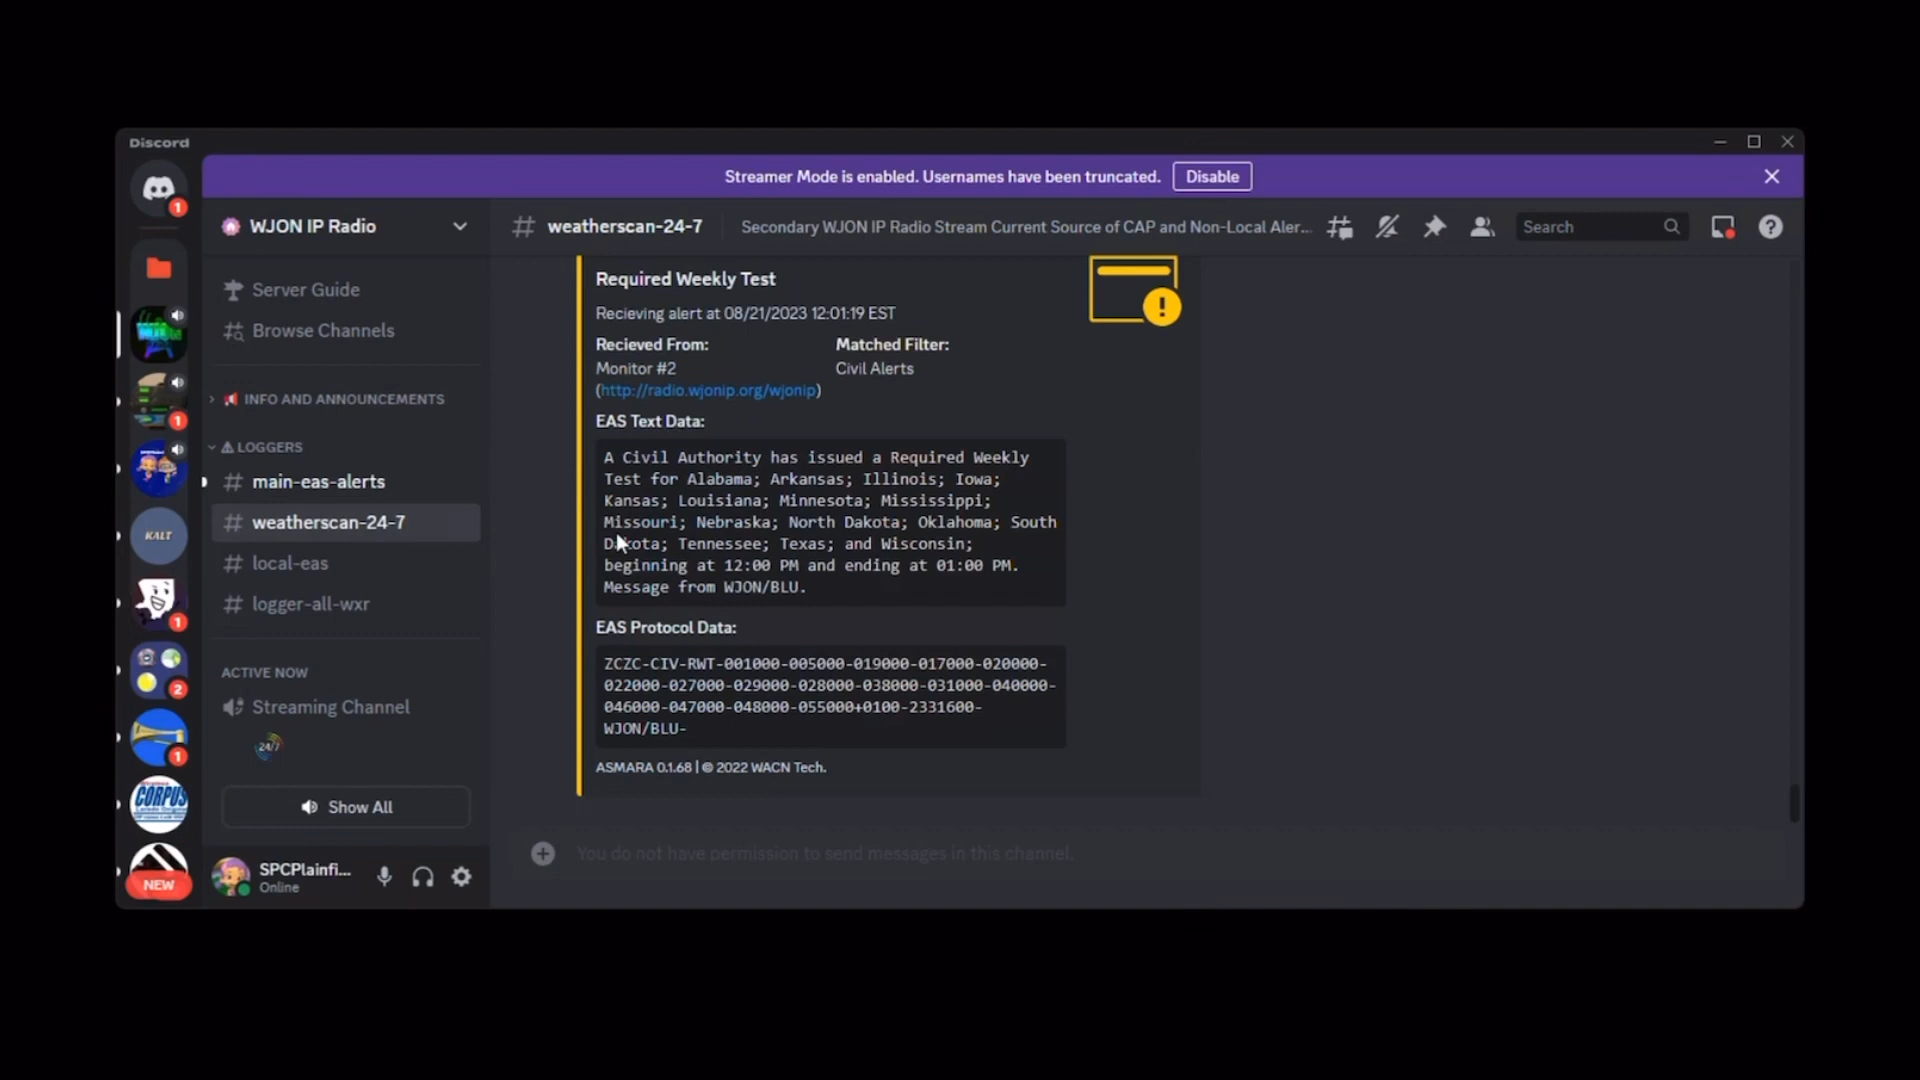 Discord
Streamer Mode is enabled. Usernames have been truncated. Disable
WJON IP Radio
# weatherscan-24-7
Secondary WJON IP Radio Stream Current Source of CAP and Non-Local Aler...
Search
1
Server Guide
Browse Channels
INFO AND ANNOUNCEMENTS
LOGGERS
# main-eas-alerts
# weatherscan-24-7
# local-eas
# logger-all-wxr
ACTIVE NOW
Streaming Channel
24/7
Show All
SPCPlainfi...
Online
1
KALT
1
2
1
CORPUS
NEW
Required Weekly Test
Recieving alert at 08/21/2023 12:01:19 EST
Recieved From:
Monitor #2
(http://radio.wjonip.org/wjonip)
Matched Filter:
Civil Alerts
EAS Text Data:
A Civil Authority has issued a Required Weekly
Test for Alabama; Arkansas; Illinois; Iowa;
Kansas; Louisiana; Minnesota; Mississippi;
Missouri; Nebraska; North Dakota; Oklahoma; South
Dakota; Tennessee; Texas; and Wisconsin;
beginning at 12:00 PM and ending at 01:00 PM.
Message from WJON/BLU.
EAS Protocol Data:
ZCZC-CIV-RWT-001000-005000-019000-017000-020000-
022000-027000-029000-028000-038000-031000-040000-
046000-047000-048000-055000+0100-2331600-
WJON/BLU-
ASMARA 0.1.68 | © 2022 WACN Tech.
You do not have permission to send messages in this channel.